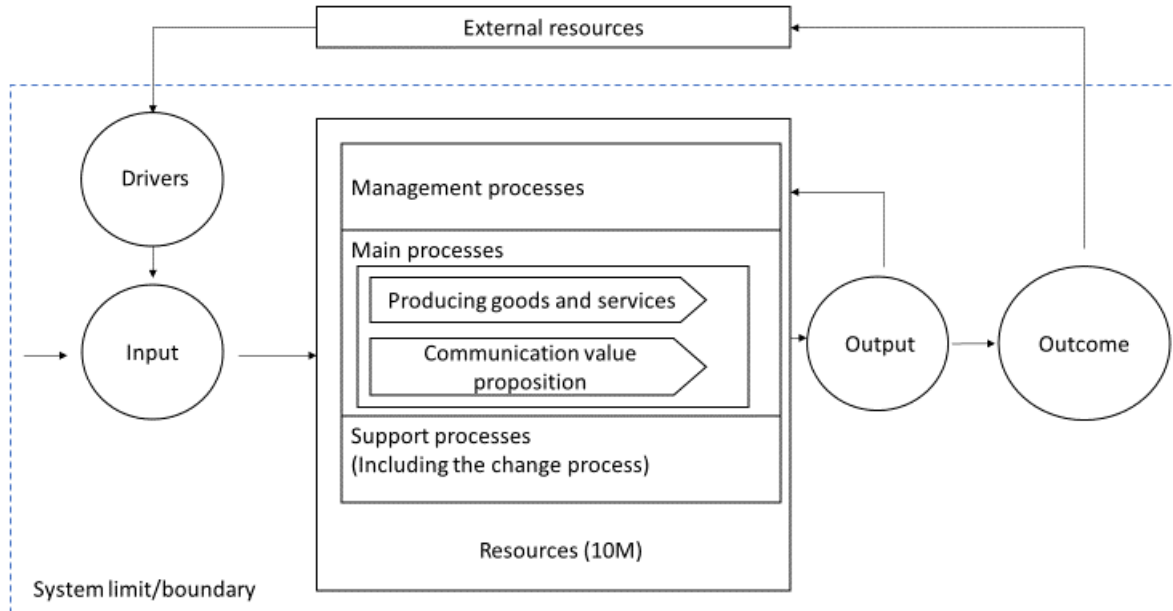 External resources
Drivers
Management processes
Main processes
Producing goods and services
Communication value
proposition
Input
Output
Outcome
Support processes
(Including the change process)
Resources (10M)
System limit/boundary